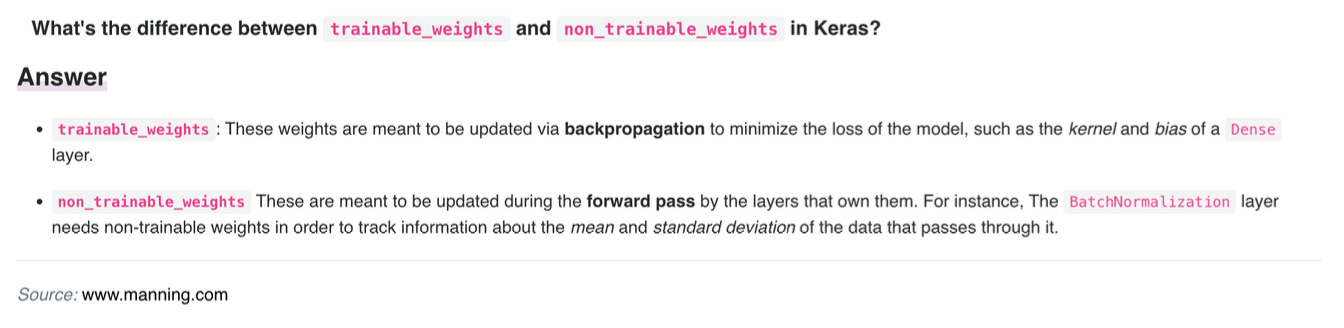 What's the difference between trainable_weights and non_trainable_weights in Keras?
Answer
• trainable_weights : These weights are meant to be updated via backpropagation to minimize the loss of the model, such as the kernel and bias of a Dense
layer.
• non_trainable_weights These are meant to be updated during the forward pass by the layers that own them. For instance, The BatchNormalization layer
needs non-trainable weights in order to track information about the mean and standard deviation of the data that passes through it.
Source: www.manning.com